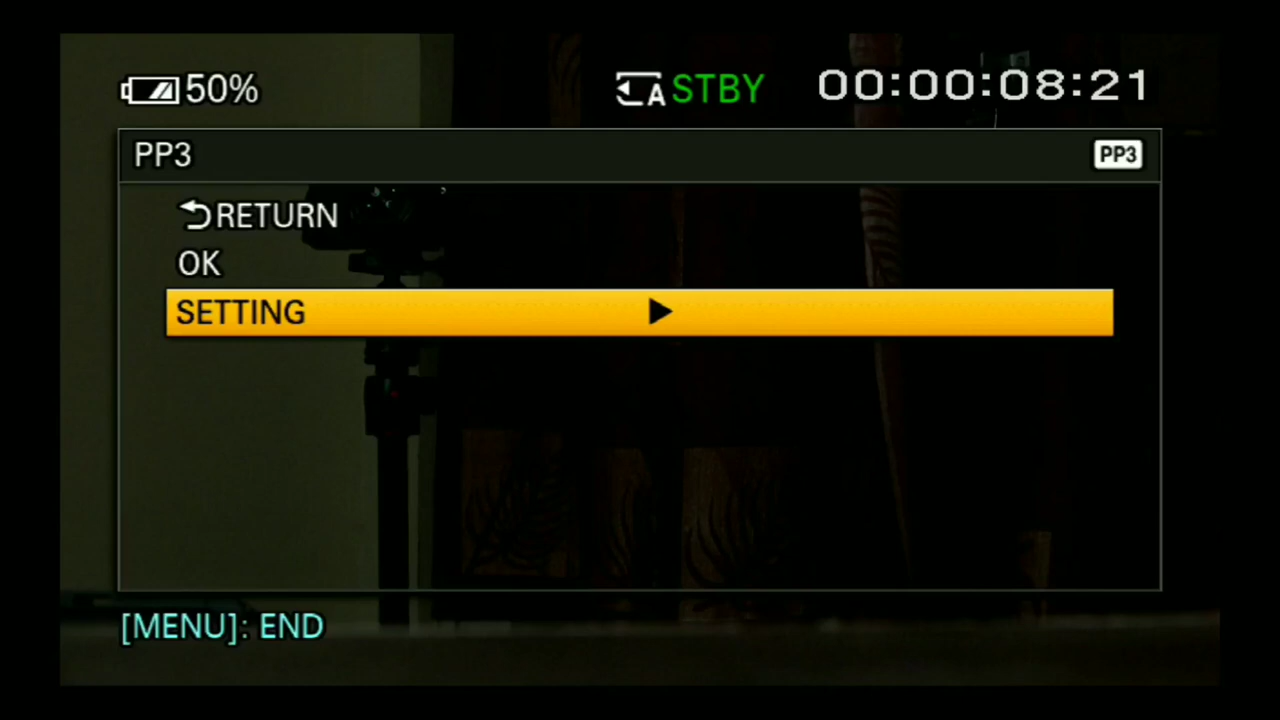 50% A STBY 00:00:08:21
PP3 PP3
RETURN
OK
SETTING
[MENU]: END